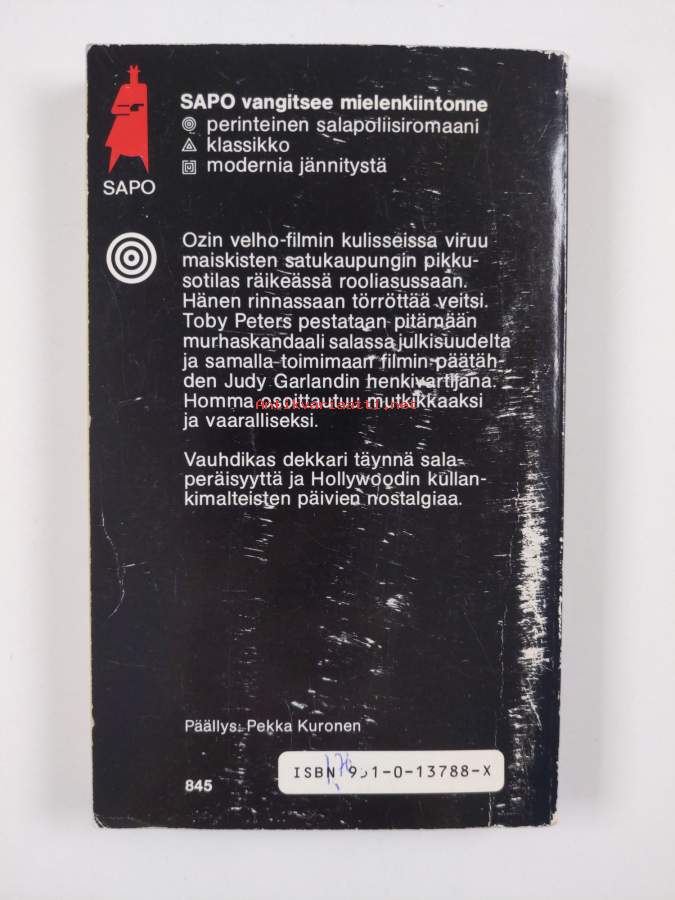 SAPO vangitsee mielenkiintonne
perinteinen salapoliisiromaani
klassikko
modernia jännitystä
SAPO
Ozin velho-filmin kulisseissa viruu
maiskisten satukaupungin pikku-
sotilas räikeässä rooliasussaan.
Hänen rinnassaan törröttää veitsi.
Toby Peters pestataan pitämään
murhaskandaali salassa julkisuudelta
ja samalla toimimaan filmin päätäh-
den Judy Garlandin henkivartijana.
Homma osoittautuu mutkikkaaksi
Antikvariaatti.net
ja vaaralliseksi.
Vauhdikas dekkari täynnä sala-
peräisyyttä ja Hollywoodin kullan-
kimalteisten päivien nostalgiaa.
Päällys: Pekka Kuronen
ISBN 951-0-13788-X
845